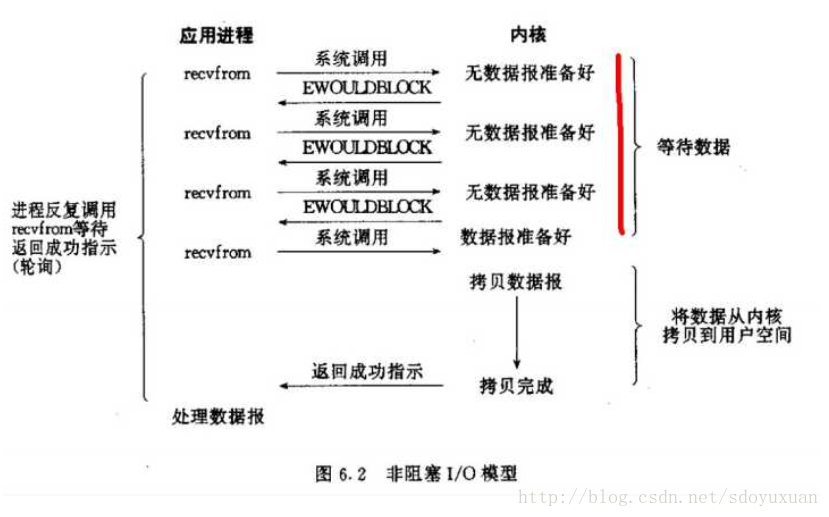 应用进程 内核
recvfrom 系统调用 无数据报准备好
EWOULDBLOCK
recvfrom 系统调用 无数据报准备好
EWOULDBLOCK
等待数据
recvfrom 系统调用 无数据报准备好
EWOULDBLOCK
recvfrom 系统调用 数据报准备好
进程反复调用
recvfrom等待
返回成功指示
(轮询)
拷贝数据报
将数据从内核
拷贝到用户空间
返回成功指示 拷贝完成
处理数据报
图 6.2 非阻塞 I/O 模型
http://blog.csdn.net/sdoyuxuan